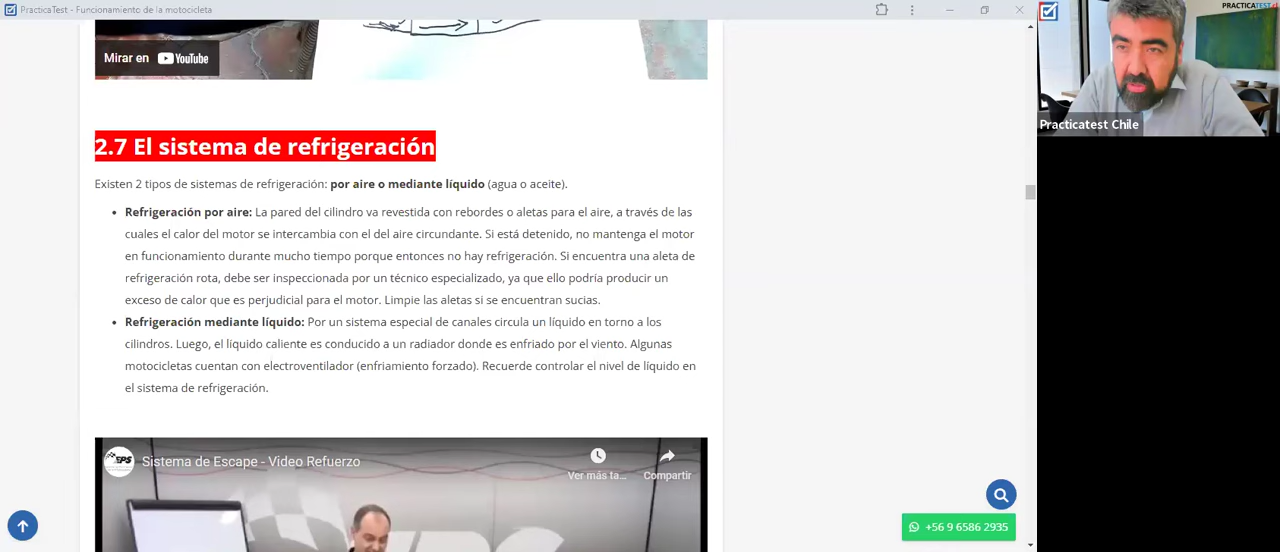 PracticaTest - Funcionamiento de la motocicleta
PRACTICATEST.cl
Mirar en YouTube
Practicatest Chile
2.7 El sistema de refrigeración
Existen 2 tipos de sistemas de refrigeración: por aire o mediante líquido (agua o aceite).
• Refrigeración por aire: La pared del cilindro va revestida con rebordes o aletas para el aire, a través de las
cuales el calor del motor se intercambia con el del aire circundante. Si está detenido, no mantenga el motor
en funcionamiento durante mucho tiempo porque entonces no hay refrigeración. Si encuentra una aleta de
refrigeración rota, debe ser inspeccionada por un técnico especializado, ya que ello podría producir un
exceso de calor que es perjudicial para el motor. Limpie las aletas si se encuentran sucias.
• Refrigeración mediante líquido: Por un sistema especial de canales circula un líquido en torno a los
cilindros. Luego, el líquido caliente es conducido a un radiador donde es enfriado por el viento. Algunas
motocicletas cuentan con electroventilador (enfriamiento forzado). Recuerde controlar el nivel de líquido en
el sistema de refrigeración.
EPS
Sistema de Escape - Video Refuerzo
Ver más ta...
Compartir
+56 9 6586 2935